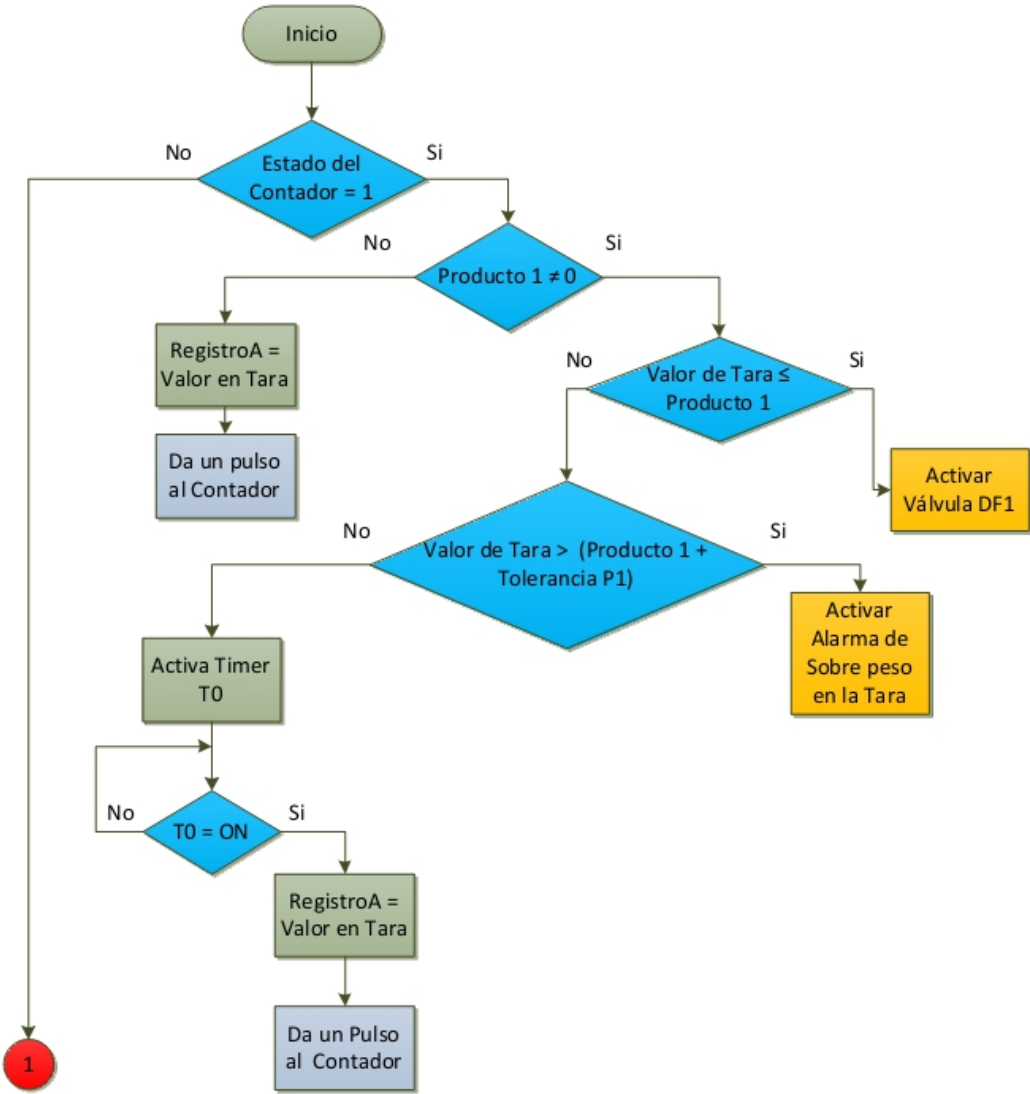 Inicio
No
Si
Estado del
Contador = 1
No
Si
Producto 1 ≠ 0
RegistroA =
Valor en Tara
No
Si
Valor de Tara ≤
Producto 1
Da un pulso
al Contador
Activar
Válvula DF1
No
Si
Valor de Tara > (Producto 1 +
Tolerancia P1)
Activar
Alarma de
Sobre peso
en la Tara
Activa Timer
T0
No
Si
T0 = ON
RegistroA =
Valor en Tara
Da un Pulso
al Contador
1